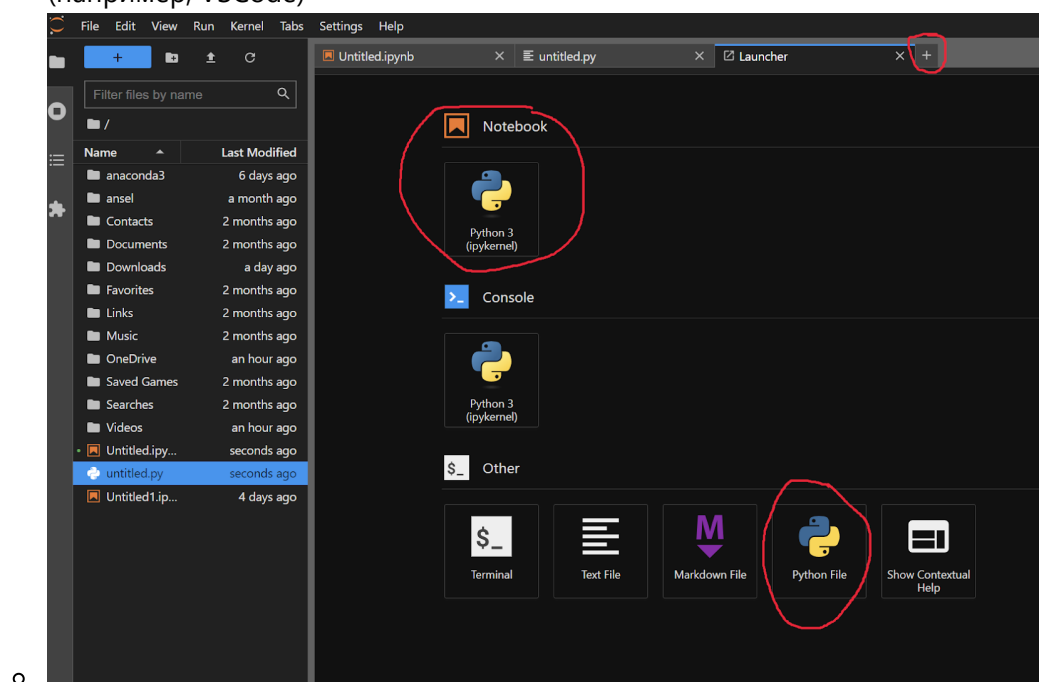 (например, VSCode)
File Edit View Run Kernel Tabs Settings Help
Untitled.ipynb untitled.py Launcher
Filter files by name
/
Name Last Modified
anaconda3 6 days ago
ansel a month ago
Contacts 2 months ago
Documents 2 months ago
Downloads a day ago
Favorites 2 months ago
Links 2 months ago
Music 2 months ago
OneDrive an hour ago
Saved Games 2 months ago
Searches 2 months ago
Videos an hour ago
Untitled.ipy... seconds ago
untitled.py seconds ago
Untitled1.ip... 4 days ago
Notebook
Python 3
(ipykernel)
Console
Python 3
(ipykernel)
$_ Other
$_
M
Terminal Text File Markdown File Python File Show Contextual
Help